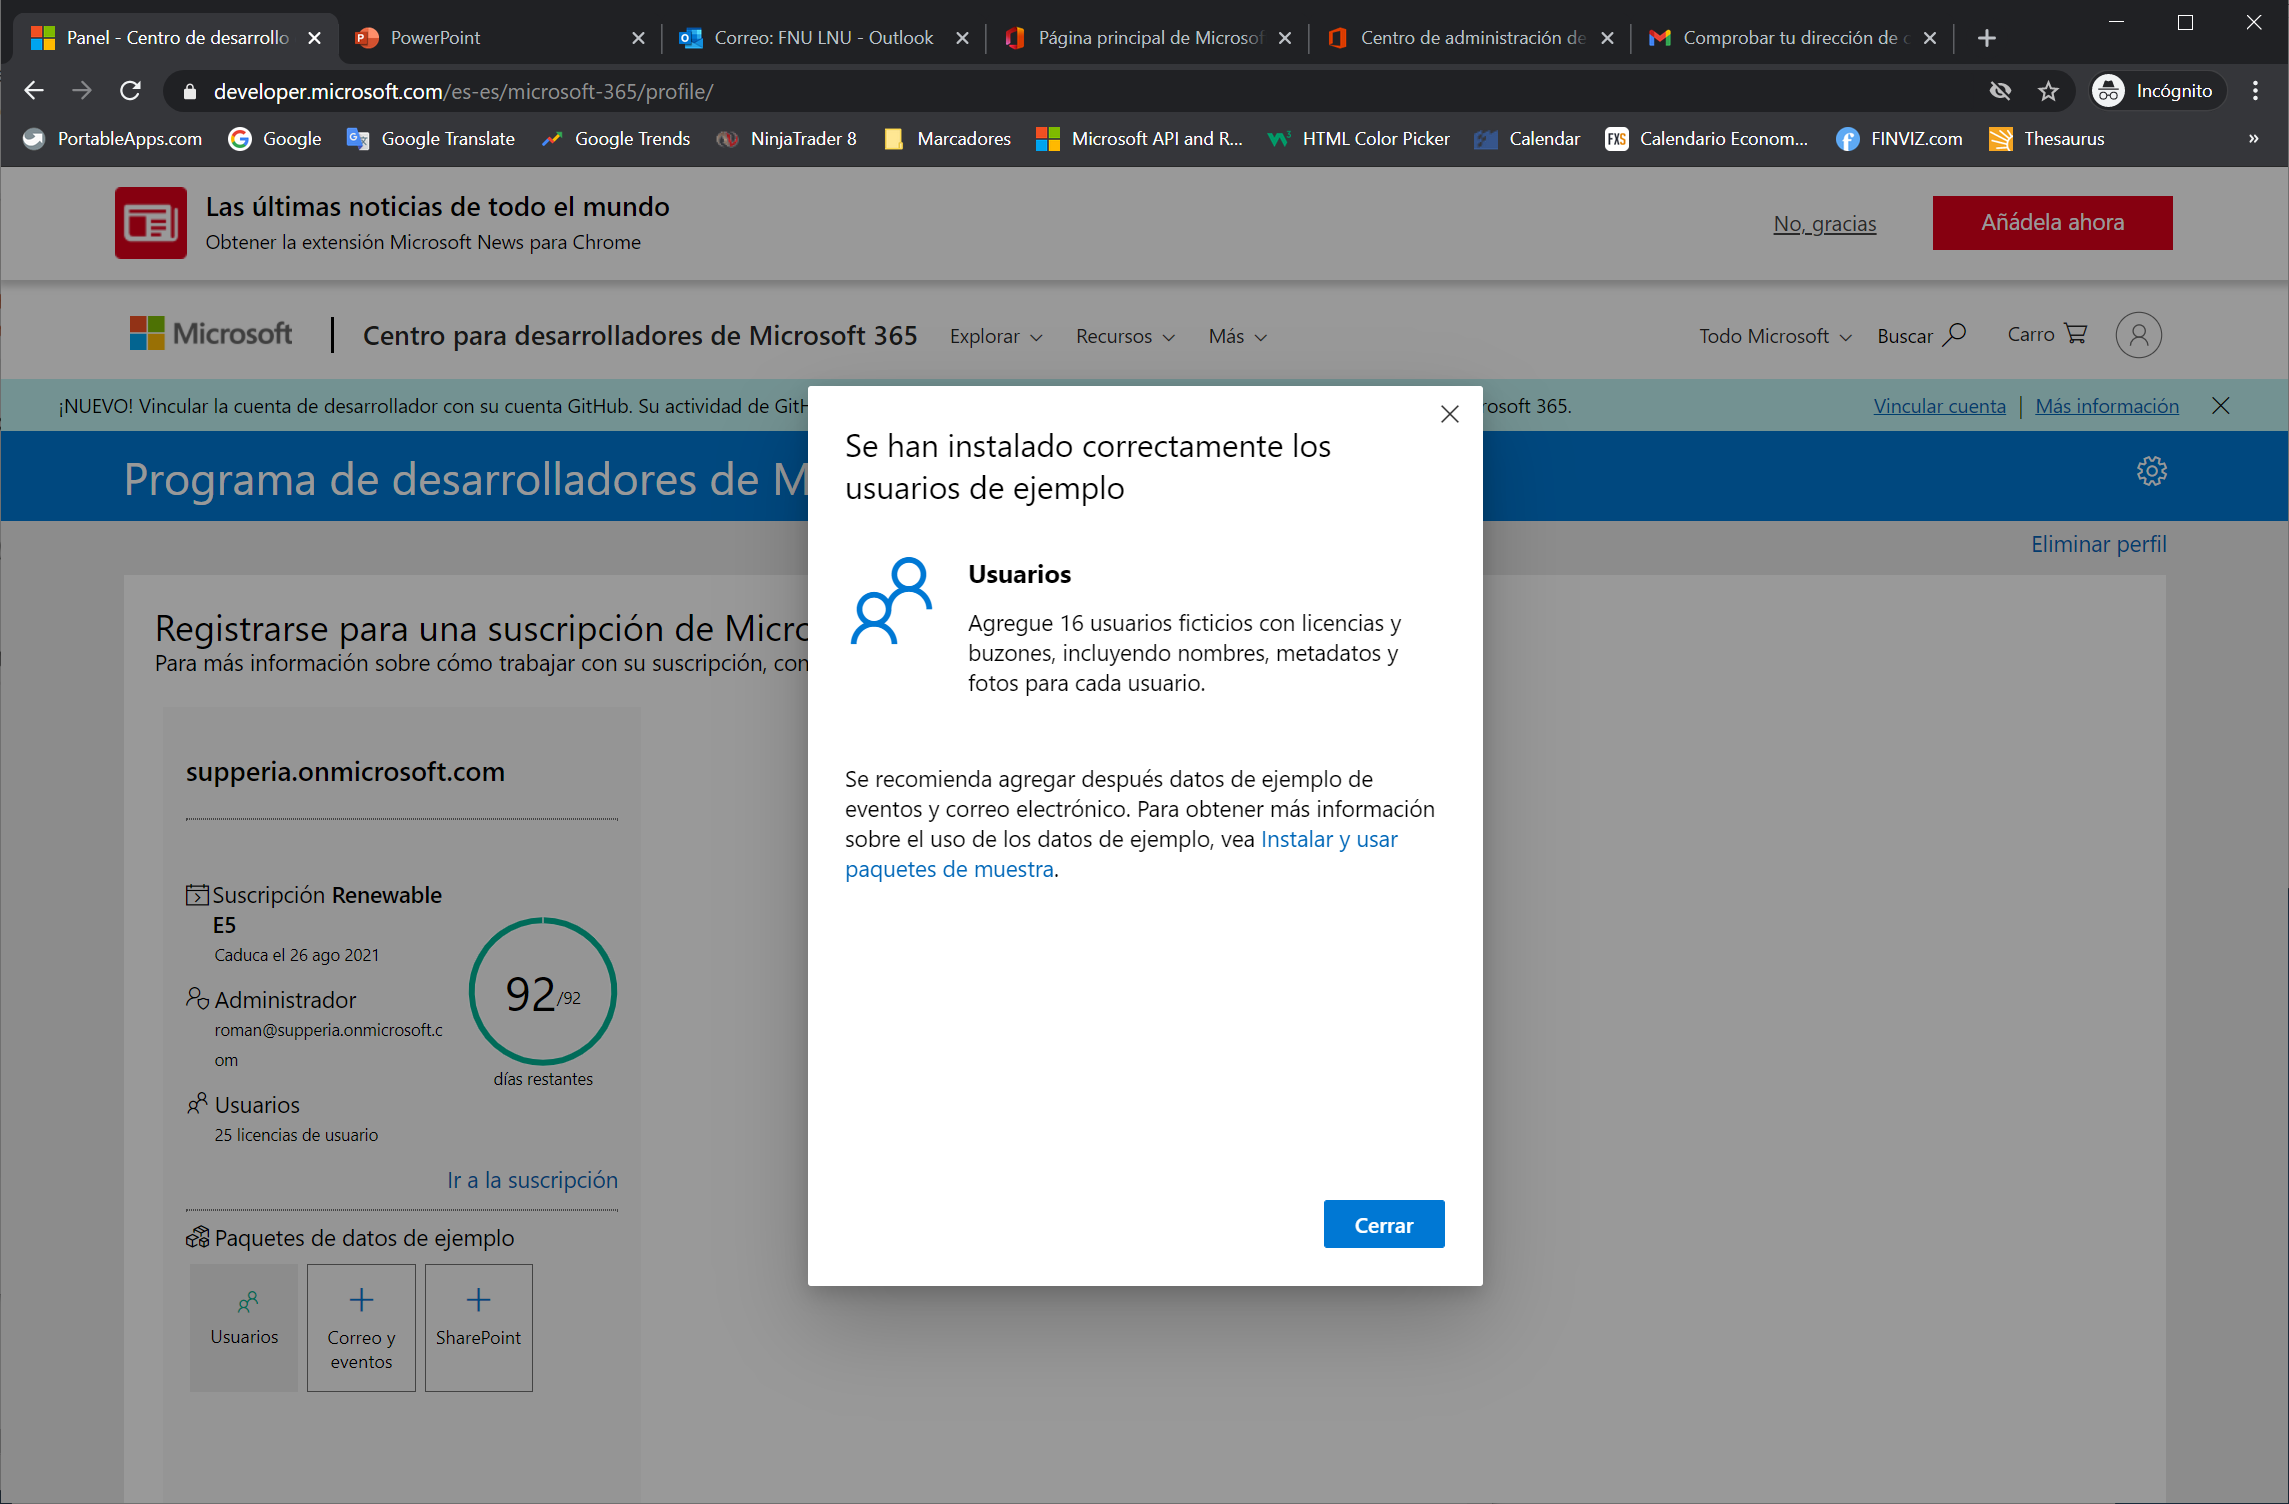 Panel - Centro de desarrollo
PowerPoint
Correo: FNU LNU - Outlook
Página principal de Microsof
Centro de administración de
Comprobar tu dirección de
developer.microsoft.com/es-es/microsoft-365/profile/
Incógnito
PortableApps.com
Google
Google Translate
Google Trends
NinjaTrader 8
Marcadores
Microsoft API and R...
HTML Color Picker
Calendar
Calendario Econom...
FINVIZ.com
Thesaurus
»
Las últimas noticias de todo el mundo
Obtener la extensión Microsoft News para Chrome
No, gracias
Añádela ahora
Microsoft
Centro para desarrolladores de Microsoft 365
Explorar
Recursos
Más
Todo Microsoft
Buscar
Carro
¡NUEVO! Vincular la cuenta de desarrollador con su cuenta GitHub. Su actividad de GitH
rosoft 365.
Vincular cuenta | Más información
Programa de desarrolladores de M
Eliminar perfil
Registrarse para una suscripción de Micro
Para más información sobre cómo trabajar con su suscripción, con
supperia.onmicrosoft.com
Suscripción Renewable
E5
Caduca el 26 ago 2021
92/92
días restantes
Administrador
roman@supperia.onmicrosoft.c
om
Usuarios
25 licencias de usuario
Ir a la suscripción
Paquetes de datos de ejemplo
Usuarios
Correo y
eventos
SharePoint
Se han instalado correctamente los
usuarios de ejemplo
Usuarios
Agregue 16 usuarios ficticios con licencias y
buzones, incluyendo nombres, metadatos y
fotos para cada usuario.
Se recomienda agregar después datos de ejemplo de
eventos y correo electrónico. Para obtener más información
sobre el uso de los datos de ejemplo, vea Instalar y usar
paquetes de muestra.
Cerrar